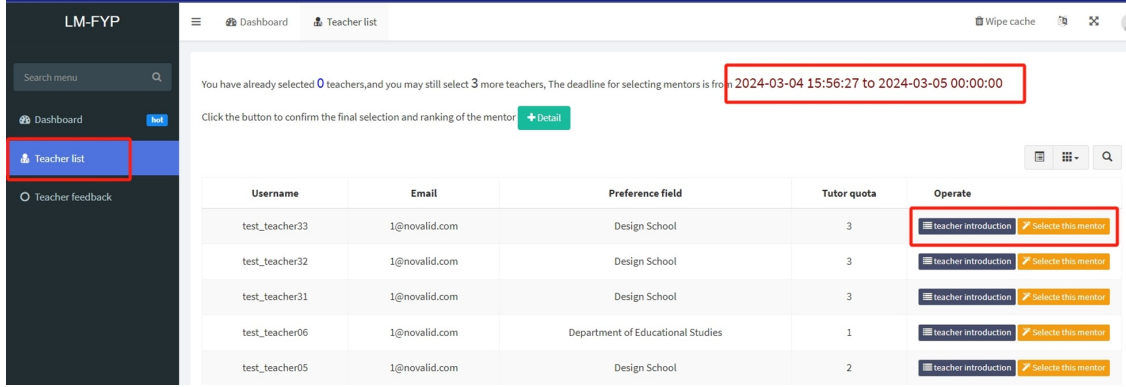 LM-FYP
Dashboard
Teacher list
Wipe cache
Search menu
Dashboard
hot
Teacher list
Teacher feedback
You have already selected 0 teachers,and you may still select 3 more teachers, The deadline for selecting mentors is from 2024-03-04 15:56:27 to 2024-03-05 00:00:00
Click the button to confirm the final selection and ranking of the mentor +Detail
Username Email Preference field Tutor quota Operate
test_teacher33 1@novalid.com Design School 3 teacher introduction Selecte this mentor
test_teacher32 1@novalid.com Design School 3 teacher introduction Selecte this mentor
test_teacher31 1@novalid.com Design School 3 teacher introduction Selecte this mentor
test_teacher06 1@novalid.com Department of Educational Studies 1 teacher introduction Selecte this mentor
test_teacher05 1@novalid.com Design School 2 teacher introduction Selecte this mentor